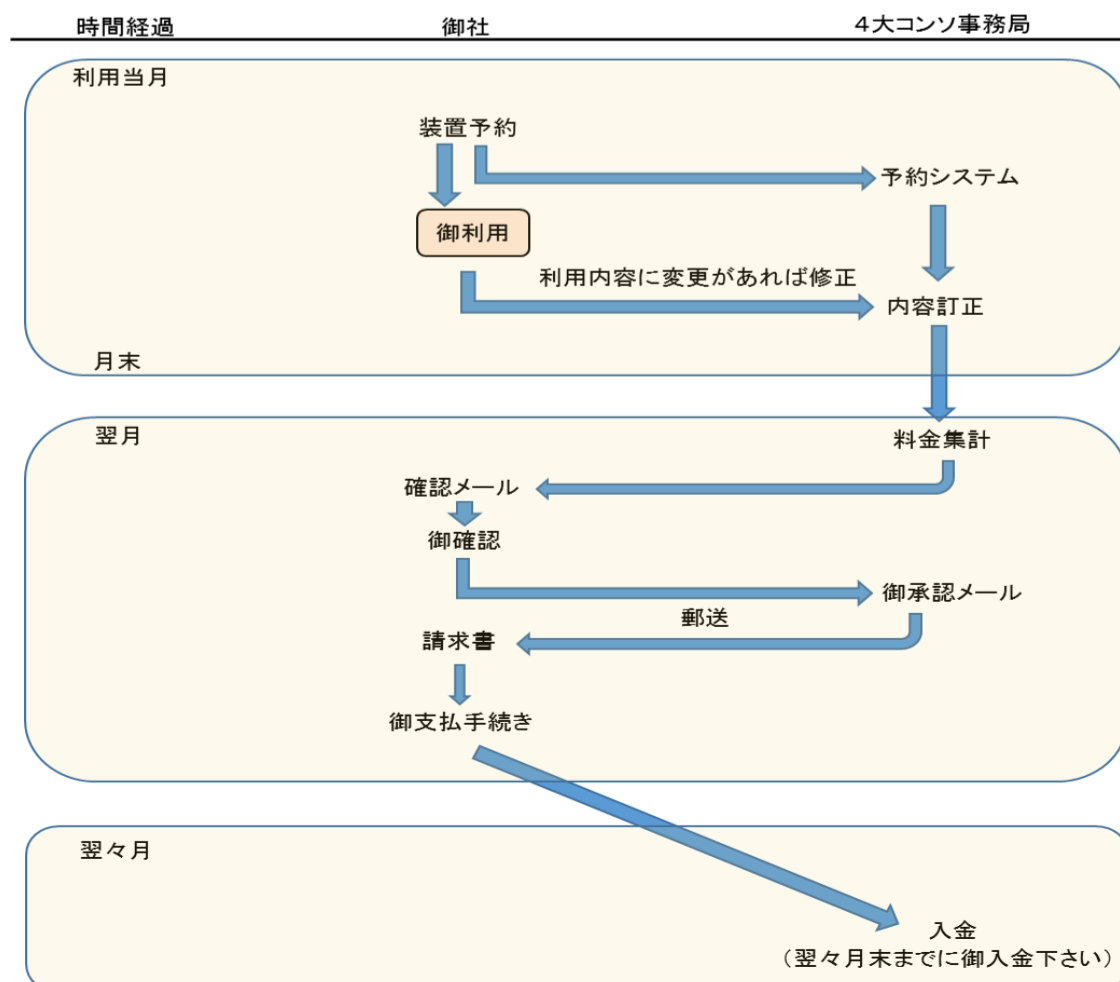 時間経過 御社 4大コンソ事務局
利用当月
装置予約
予約システム
御利用
利用内容に変更があれば修正
内容訂正
月末
翌月
料金集計
確認メール
御確認
御承認メール
郵送
請求書
御支払手続き
翌々月
入金
（翌々月末までに御入金下さい）